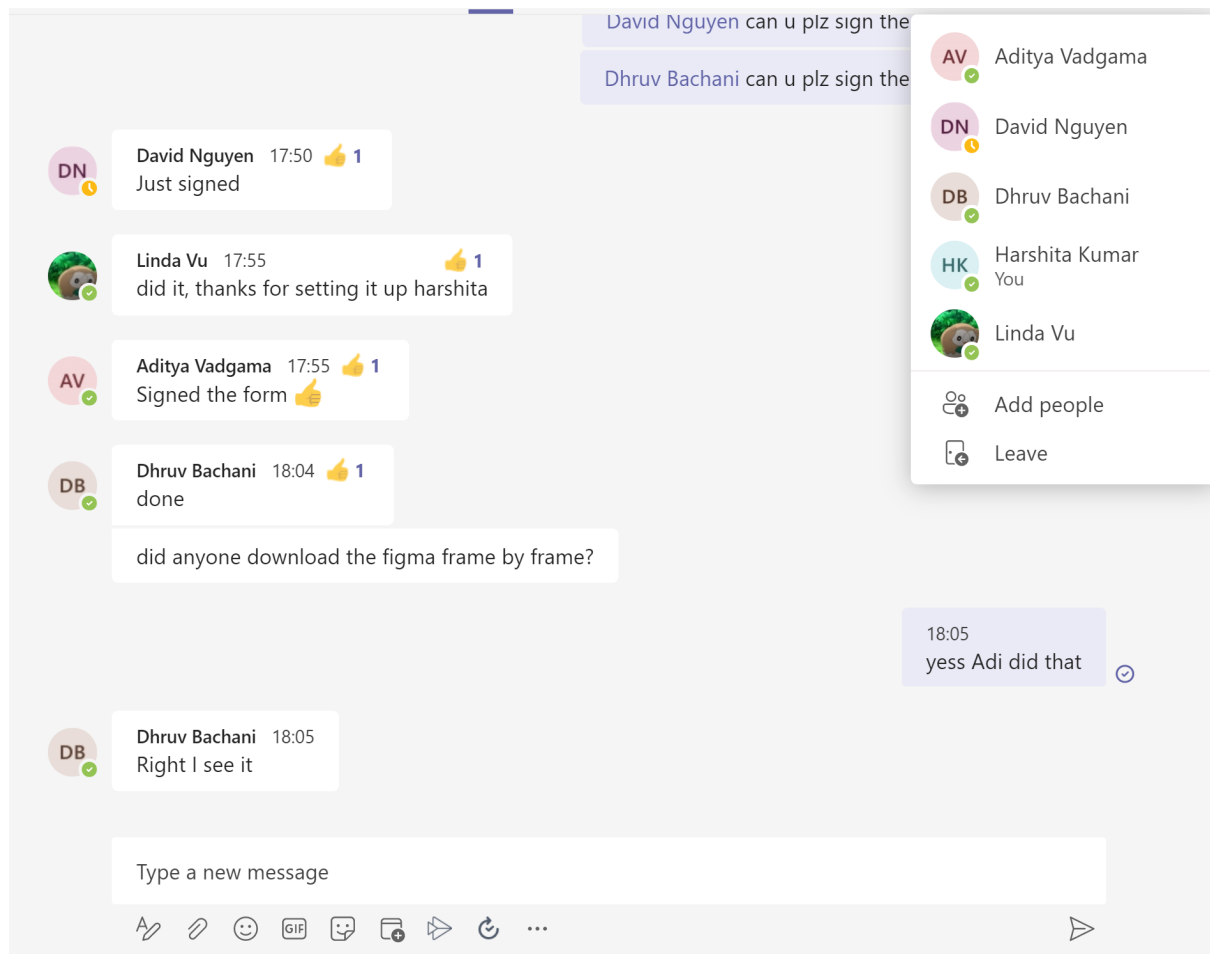 David Nguyen can u plz sign the
Dhruv Bachani can u plz sign the
DN
David Nguyen 17:50 1
Just signed
Linda Vu 17:55 1
did it, thanks for setting it up harshita
AV
Aditya Vadgama 17:55 1
Signed the form
DB
Dhruv Bachani 18:04 1
done
did anyone download the figma frame by frame?
18:05
yess Adi did that
DB
Dhruv Bachani 18:05
Right I see it
Type a new message
GIF
AV
Aditya Vadgama
DN
David Nguyen
DB
Dhruv Bachani
HK
Harshita Kumar
You
Linda Vu
Add people
Leave